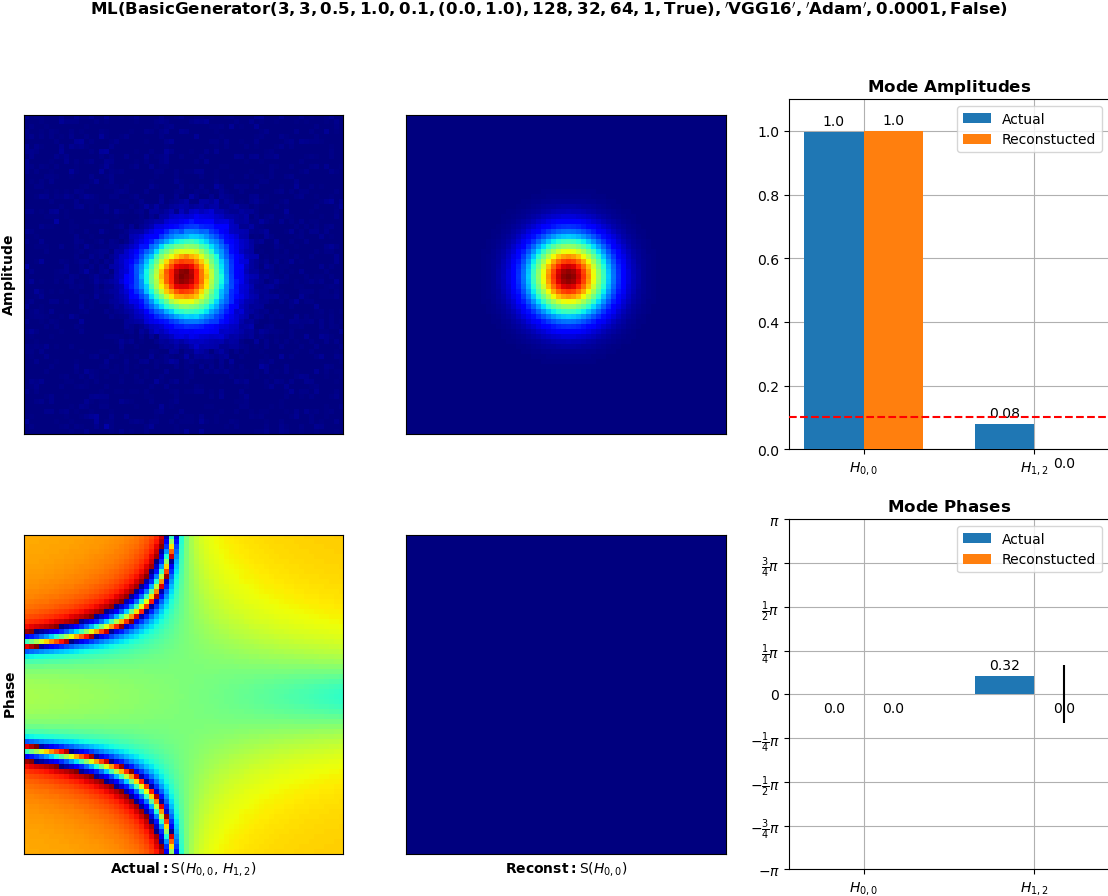 ML(BasicGenerator(3, 3, 0.5, 1.0, 0.1, (0.0, 1.0), 128, 32, 64, 1, True), ′VGG16′, ′Adam′, 0.0001, False)
Amplitude
Mode Amplitudes
Actual
Reconstucted
1.0
1.0
0.08
0.0
1.0
0.8
0.6
0.4
0.2
0.0
H0,0
H1,2
Phase
Actual: S(H0,0, H1,2)
Reconst: S(H0,0)
Mode Phases
Actual
Reconstucted
0.0
0.0
0.32
0.0
π
3/4π
1/2π
1/4π
0
−1/4π
−1/2π
−3/4π
−π
H0,0
H1,2